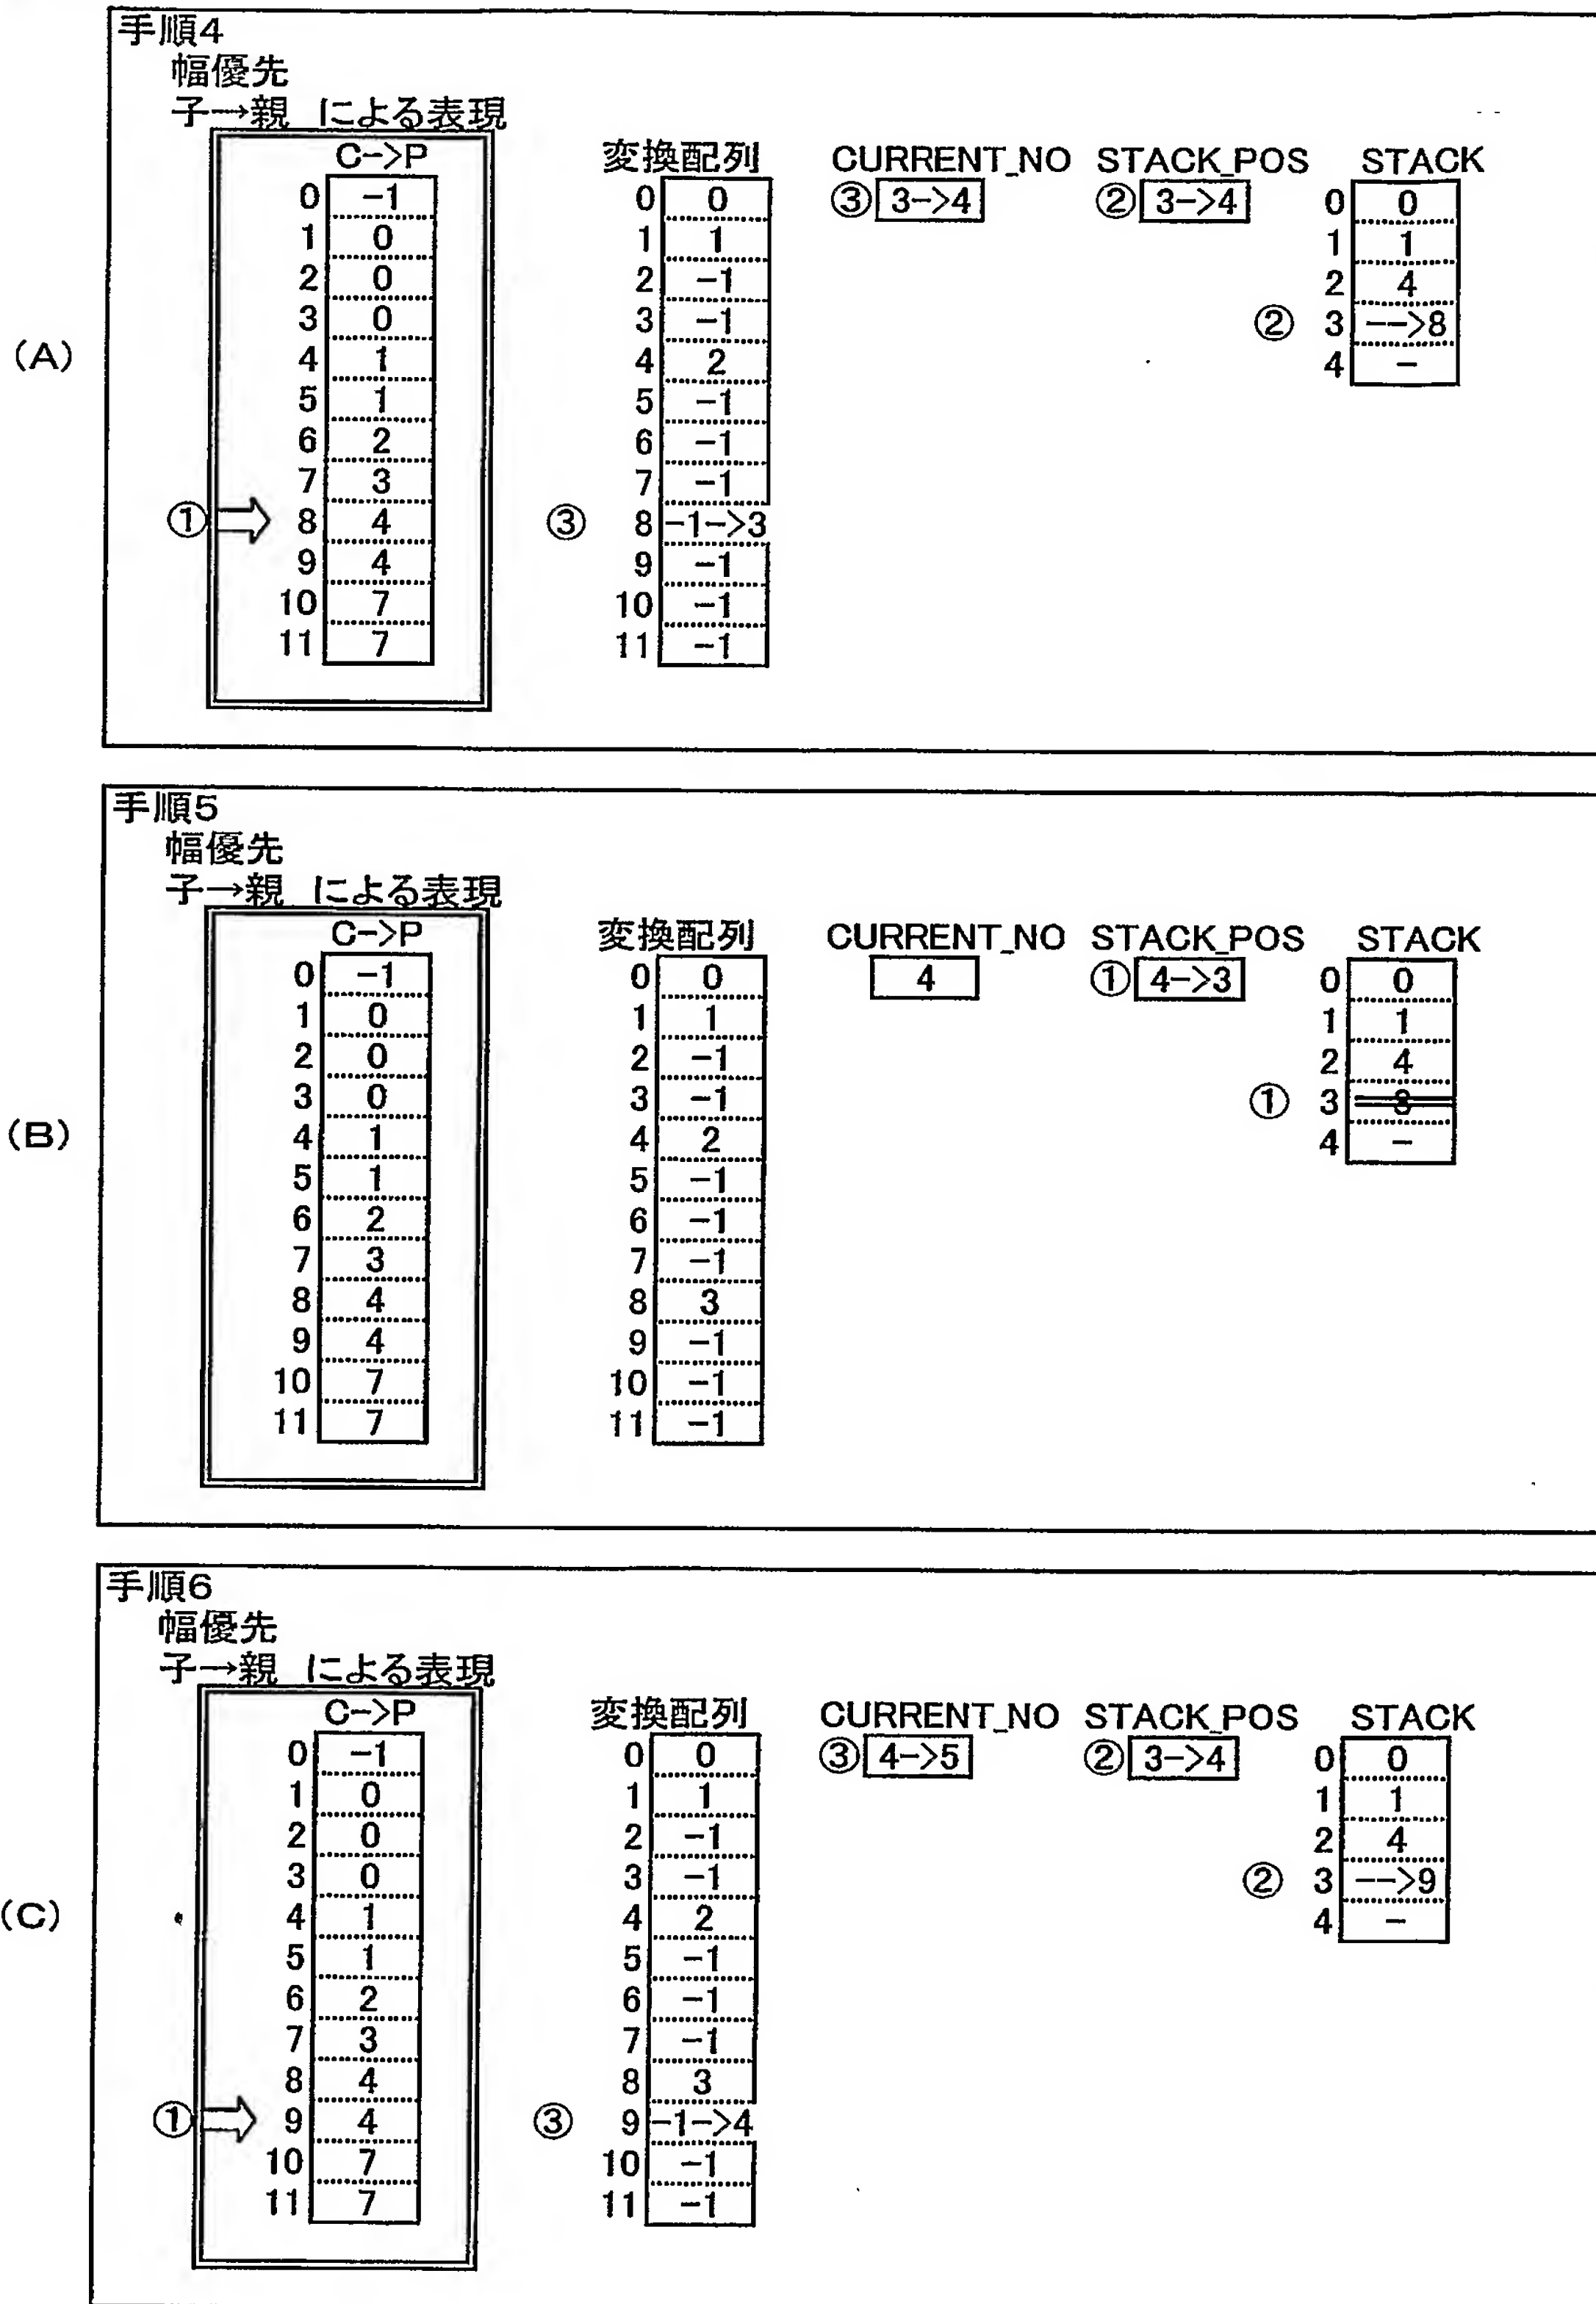 手順4
幅優先
子→親 による表現
C->P 変換配列 CURRENT_NO STACK_POS STACK
0 -1 0 0 ③ 3->4 ② 3->4 0 0
1 0 1 1 1 1
2 0 2 -1 2 4
3 0 3 -1 ② 3 -->8
(A) 4 1 4 2 4 -
5 1 5 -1
6 2 6 -1
7 3 7 -1
① 8 4 ③ 8 -1->3
9 4 9 -1
10 7 10 -1
11 7 11 -1
手順5
幅優先
子→親 による表現
C->P 変換配列 CURRENT_NO STACK_POS STACK
0 -1 0 0 4 ① 4->3 0 0
1 0 1 1 1 1
2 0 2 -1 2 4
3 0 3 -1 ① 3 8
(B) 4 1 4 2 4 -
5 1 5 -1
6 2 6 -1
7 3 7 -1
8 4 8 3
9 4 9 -1
10 7 10 -1
11 7 11 -1
手順6
幅優先
子→親 による表現
C->P 変換配列 CURRENT_NO STACK_POS STACK
0 -1 0 0 ③ 4->5 ② 3->4 0 0
1 0 1 1 1 1
2 0 2 -1 2 4
3 0 3 -1 ② 3 -->9
(C) 4 1 4 2 4 -
5 1 5 -1
6 2 6 -1
7 3 7 -1
8 4 8 3
① 9 4 ③ 9 -1->4
10 7 10 -1
11 7 11 -1